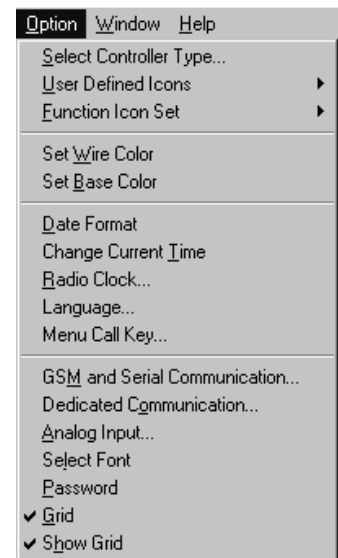 Option Window Help
Select Controller Type...
User Defined Icons
Function Icon Set
Set Wire Color
Set Base Color
Date Format
Change Current Time
Radio Clock...
Language...
Menu Call Key...
GSM and Serial Communication...
Dedicated Communication...
Analog Input...
Select Font
Password
Grid
Show Grid